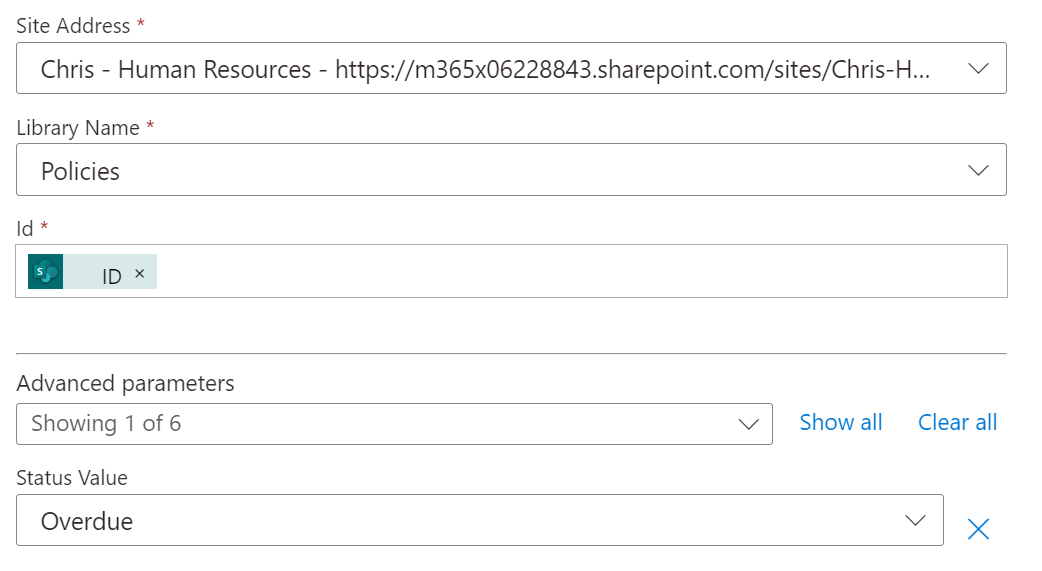 Site Address *
Chris - Human Resources - https://m365x06228843.sharepoint.com/sites/Chris-H...
Library Name *
Policies
Id *
S ID ×
Advanced parameters
Showing 1 of 6 Show all Clear all
Status Value
Overdue